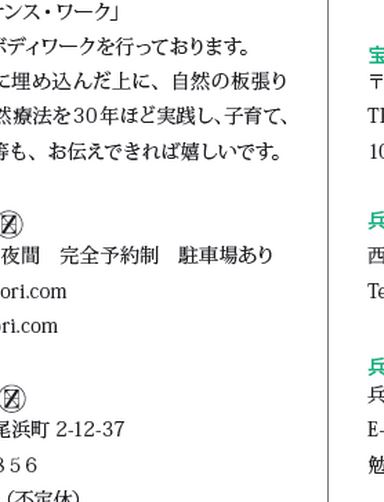 ナンス・ワーク」
ボディワークを行っております。
に埋め込んだ上に、自然の板張り
然療法を30年ほど実践し、子育て、
等も、お伝えできれば嬉しいです。
夜間　完全予約制　駐車場あり
ori.com
ri.com
尾浜町 2-12-37
８５６
（不定休）
宝
〒
10
兵
西
Te
兵
兵
E-
勉